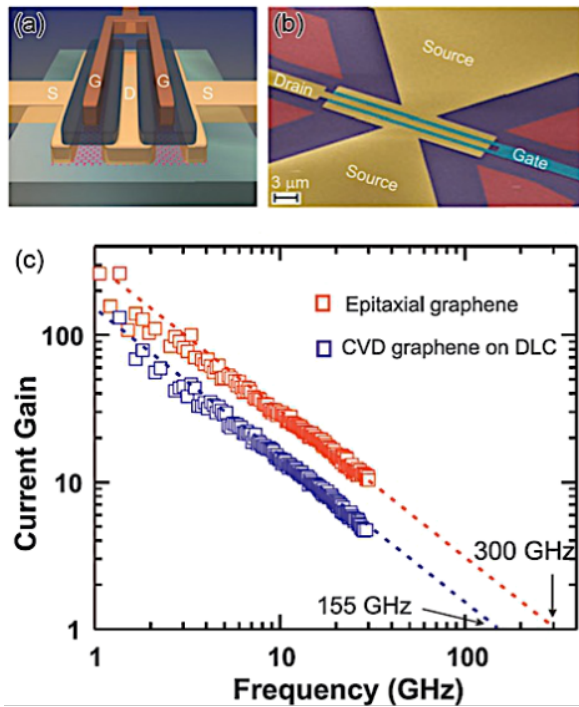 (a)
G
G
S
D
S
(b)
Source
Drain
Source
Gate
3 μm
(c)
Epitaxial graphene
CVD graphene on DLC
Current Gain
100
10
1
300 GHz
155 GHz
1
10
100
Frequency (GHz)